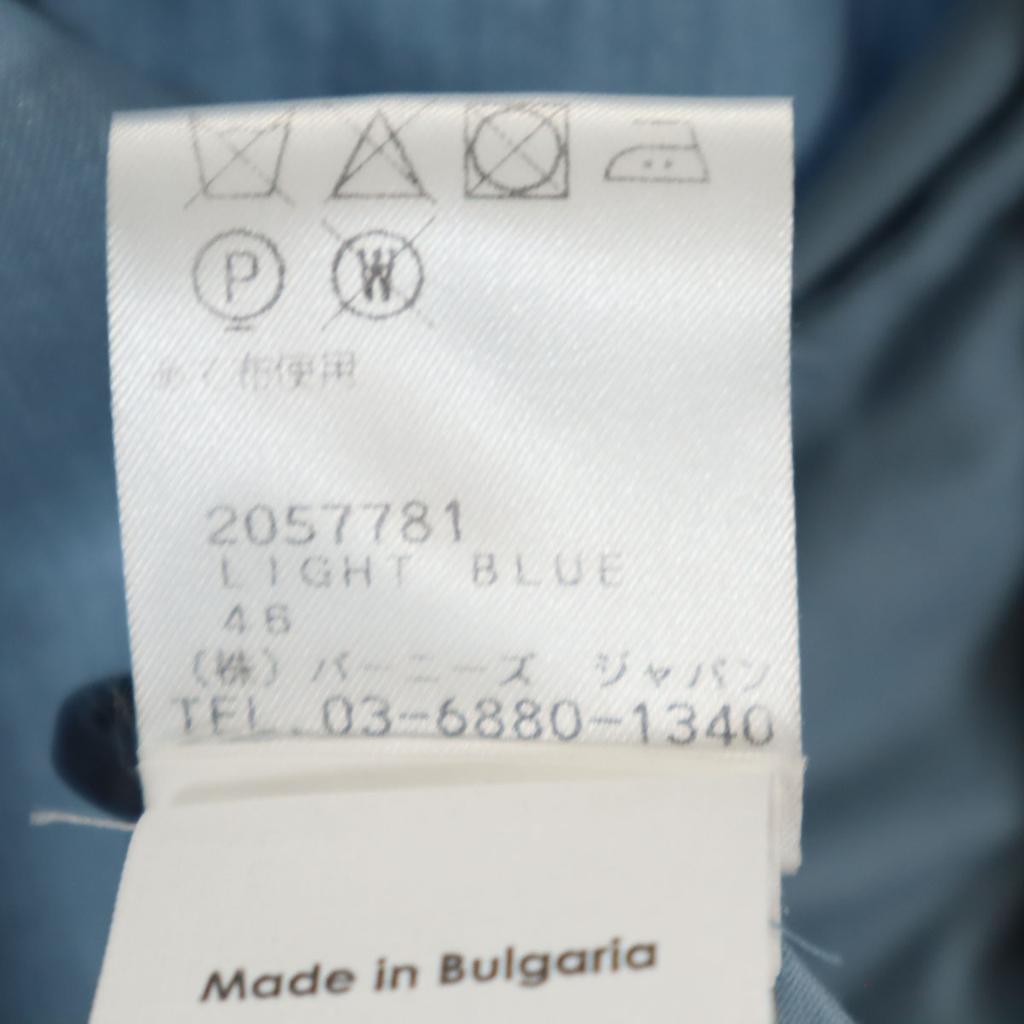 P W
あて布使用
2057781
LIGHT BLUE
46
(株) バーニーズ ジャパン
TEL.03-6880-1340
Made in Bulgaria